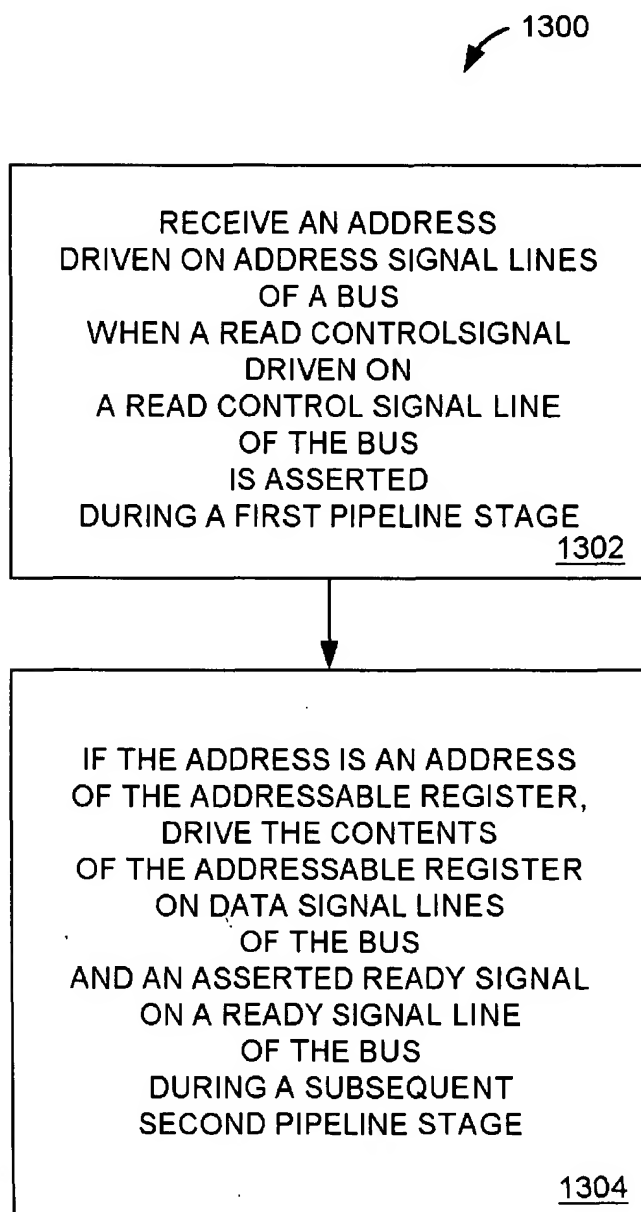 1300
RECEIVE AN ADDRESS
DRIVEN ON ADDRESS SIGNAL LINES
OF A BUS
WHEN A READ CONTROLSIGNAL
DRIVEN ON
A READ CONTROL SIGNAL LINE
OF THE BUS
IS ASSERTED
DURING A FIRST PIPELINE STAGE
1302
IF THE ADDRESS IS AN ADDRESS
OF THE ADDRESSABLE REGISTER,
DRIVE THE CONTENTS
OF THE ADDRESSABLE REGISTER
ON DATA SIGNAL LINES
OF THE BUS
AND AN ASSERTED READY SIGNAL
ON A READY SIGNAL LINE
OF THE BUS
DURING A SUBSEQUENT
SECOND PIPELINE STAGE
1304